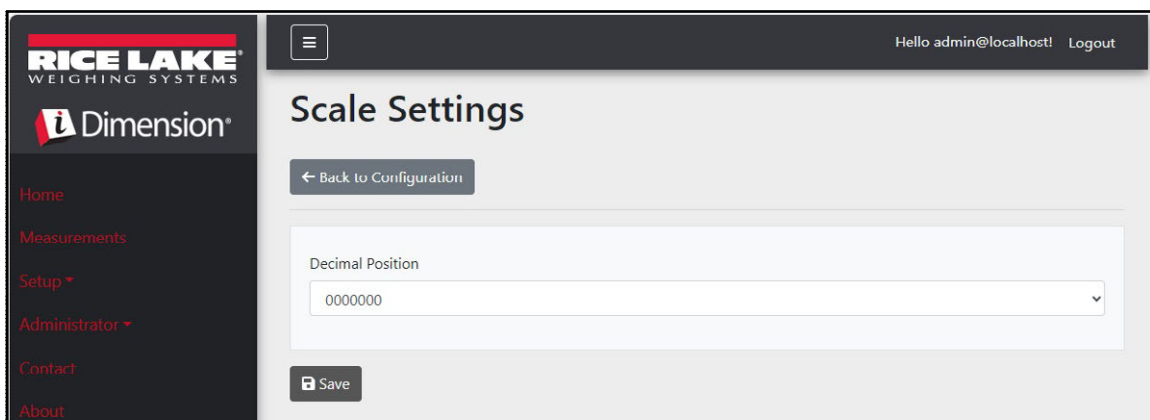 RICE LAKE®
WEIGHING SYSTEMS
i Dimension®
Home
Measurements
Setup
Administrator
Contact
About
Hello admin@localhost! Logout
Scale Settings
Back to Configuration
Decimal Position
0000000
Save